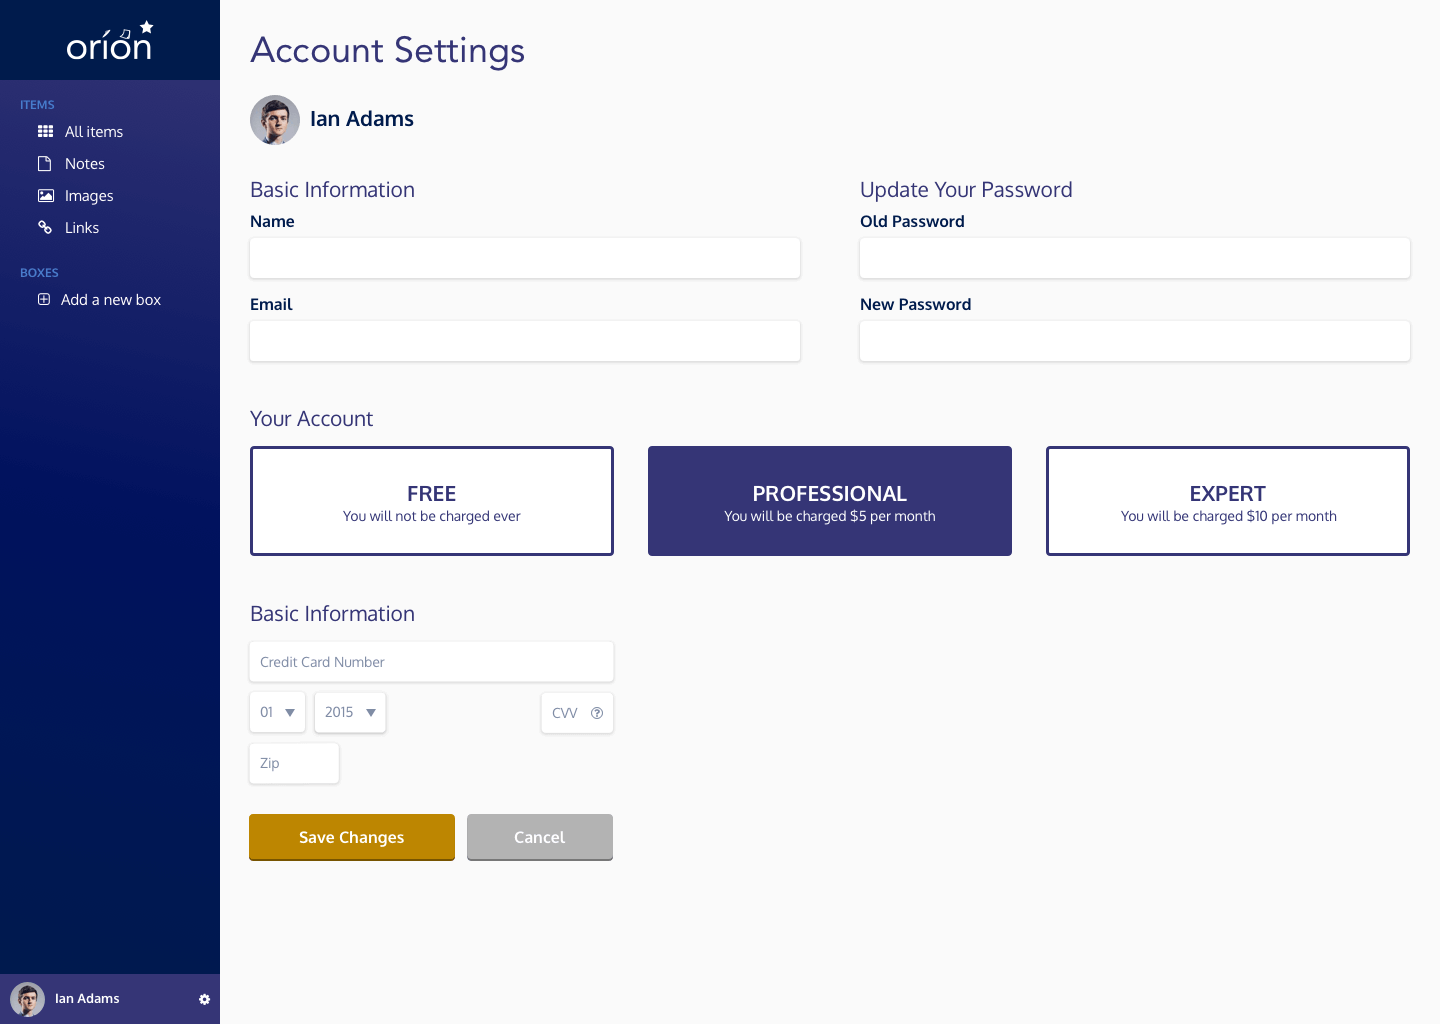 orion
ITEMS
All items
Notes
Images
Links
BOXES
Add a new box
Ian Adams
Account Settings
Ian Adams
Basic Information
Name
Email
Update Your Password
Old Password
New Password
Your Account
FREE
You will not be charged ever
PROFESSIONAL
You will be charged $5 per month
EXPERT
You will be charged $10 per month
Basic Information
Credit Card Number
01 2015 CVV
Zip
Save Changes Cancel